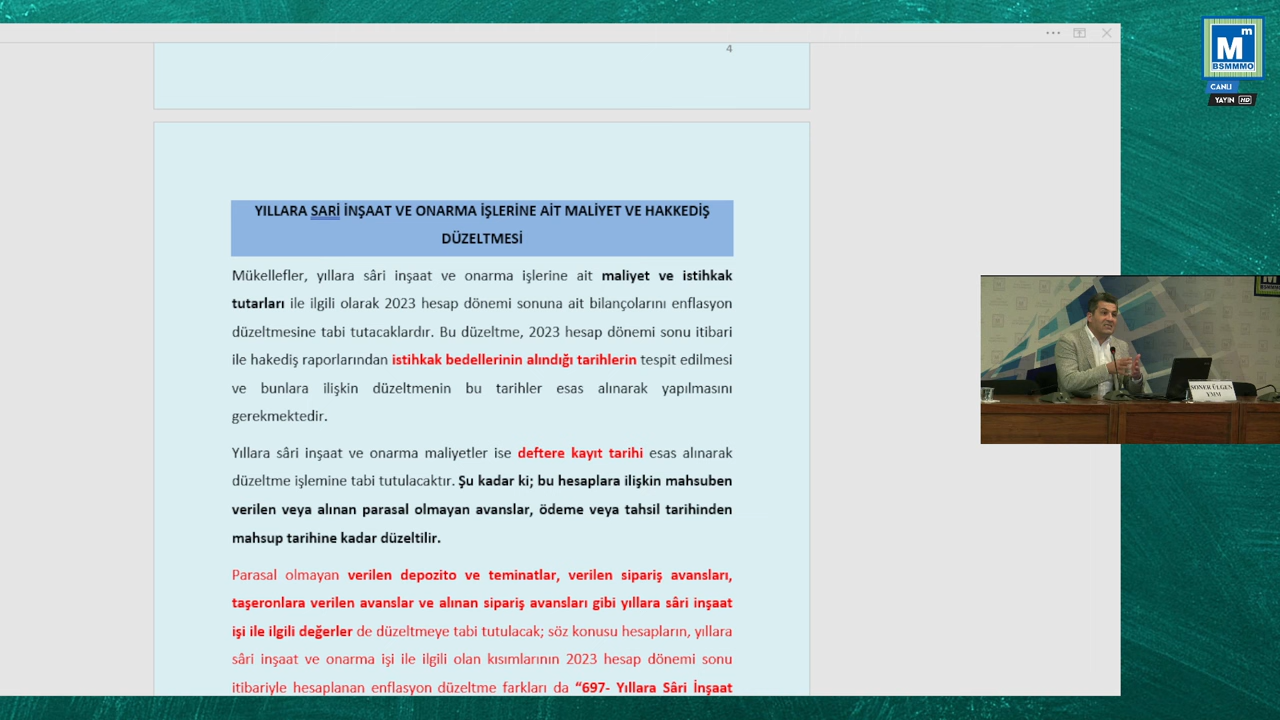 4
YILLARA SARİ İNŞAAT VE ONARMA İŞLERİNE AİT MALİYET VE HAKKEDİŞ
DÜZELTMESİ
Mükellefler, yıllara sâri inşaat ve onarma işlerine ait maliyet ve istihkak
tutarları ile ilgili olarak 2023 hesap dönemi sonuna ait bilançolarını enflasyon
düzeltmesine tabi tutacaklardır. Bu düzeltme, 2023 hesap dönemi sonu itibari
ile hakediş raporlarından istihkak bedellerinin alındığı tarihlerin tespit edilmesi
ve bunlara ilişkin düzeltmenin bu tarihler esas alınarak yapılmasını
gerekmektedir.
Yıllara sâri inşaat ve onarma maliyetler ise deftere kayıt tarihi esas alınarak
düzeltme işlemine tabi tutulacaktır. Şu kadar ki; bu hesaplara ilişkin mahsuben
verilen veya alınan parasal olmayan avanslar, ödeme veya tahsil tarihinden
mahsup tarihine kadar düzeltilir.
Parasal olmayan verilen depozito ve teminatlar, verilen sipariş avansları,
taşeronlara verilen avanslar ve alınan sipariş avansları gibi yıllara sâri inşaat
işi ile ilgili değerler de düzeltmeye tabi tutulacak; söz konusu hesapların, yıllara
sâri inşaat ve onarma işi ile ilgili olan kısımlarının 2023 hesap dönemi sonu
itibariyle hesaplanan enflasyon düzeltme farkları da “697- Yıllara Sâri İnşaat
M m
BSMMMO
CANLI
YAYIN HD
SONER ÜLGEN
YMM